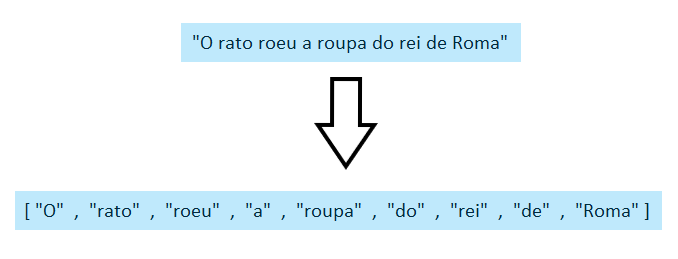 "O rato roeu a roupa do rei de Roma"
[ "O" , "rato" , "roeu" , "a" , "roupa" , "do" , "rei" , "de" , "Roma" ]